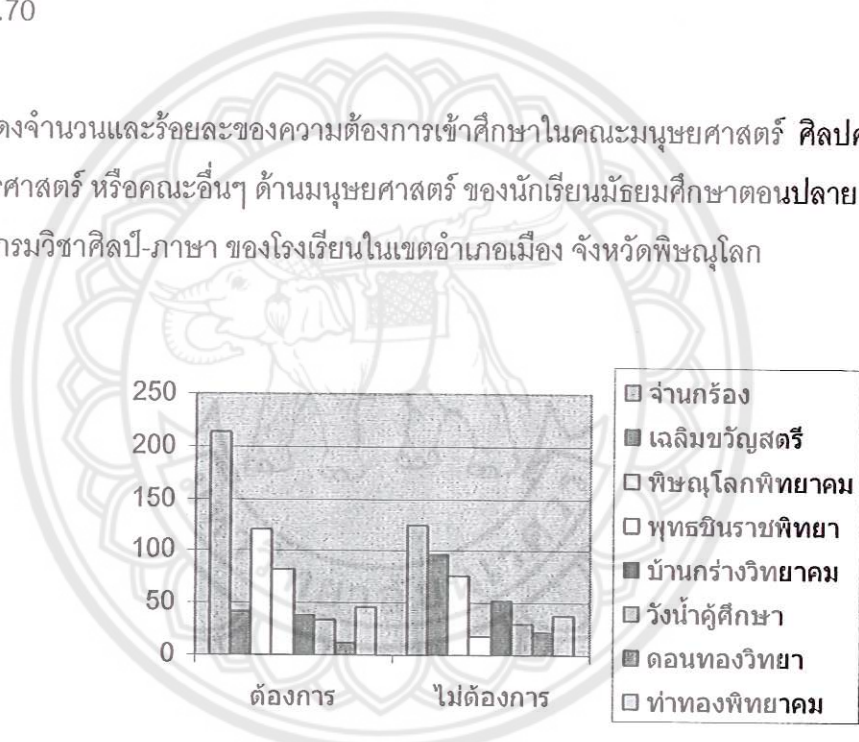 .70
ดงจำนวนและร้อยละของความต้องการเข้าศึกษาในคณะมนุษยศาสตร์ ศิลปศ
ศาสตร์ หรือคณะอื่นๆ ด้านมนุษยศาสตร์ ของนักเรียนมัธยมศึกษาตอนปลาย
กรมวิชาศิลป์-ภาษา ของโรงเรียนในเขตอำเภอเมือง จังหวัดพิษณุโลก
250
200
150
100
50
0
ต้องการ
ไม่ต้องการ
จ่านกร้อง
เฉลิมขวัญสตรี
พิษณุโลกพิทยาคม
พุทธชินราชพิทยา
บ้านกร่างวิทยาคม
วังน้ำคู้ศึกษา
ดอนทองวิทยา
ท่าทองพิทยาคม